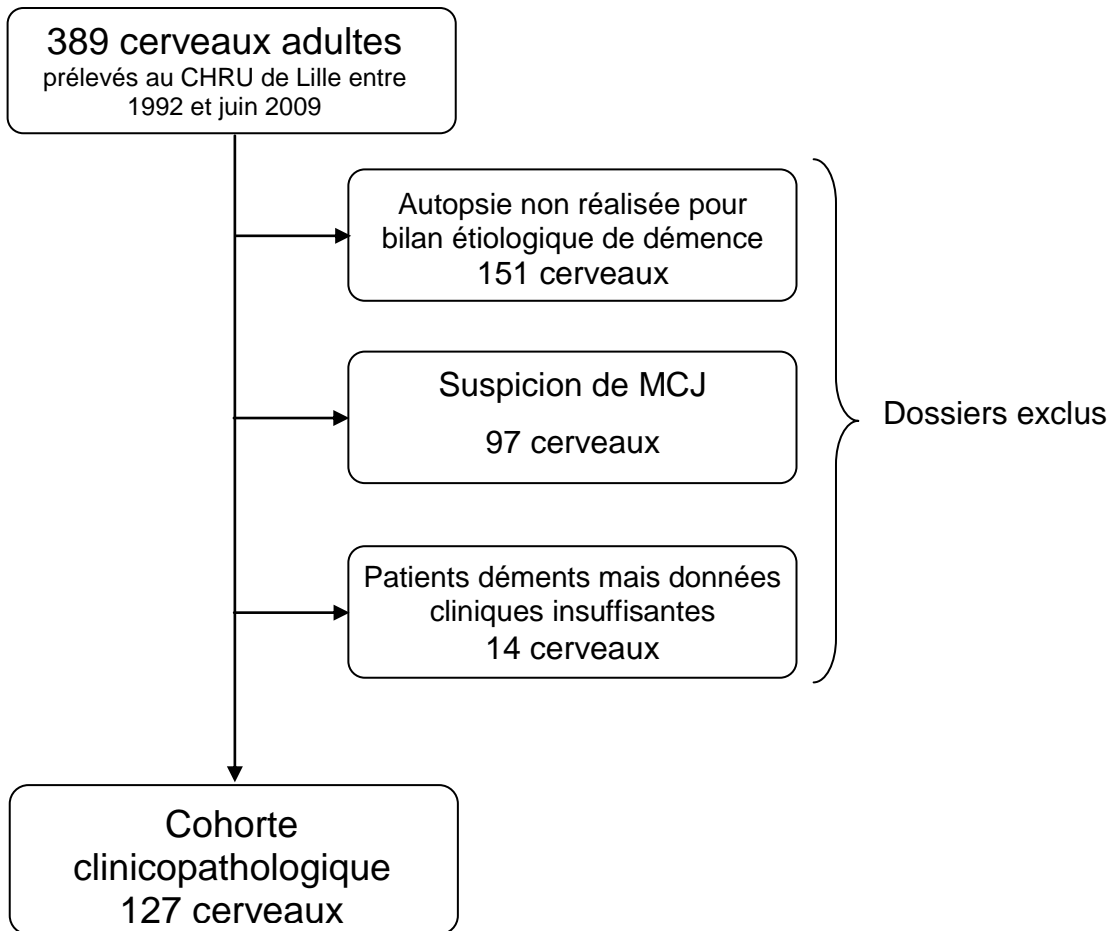 389 cerveaux adultes
prélevés au CHRU de Lille entre
1992 et juin 2009
Autopsie non réalisée pour
bilan étiologique de démence
151 cerveaux
Suspicion de MCJ
97 cerveaux
Dossiers exclus
Patients déments mais données
cliniques insuffisantes
14 cerveaux
Cohorte
clinicopathologique
127 cerveaux